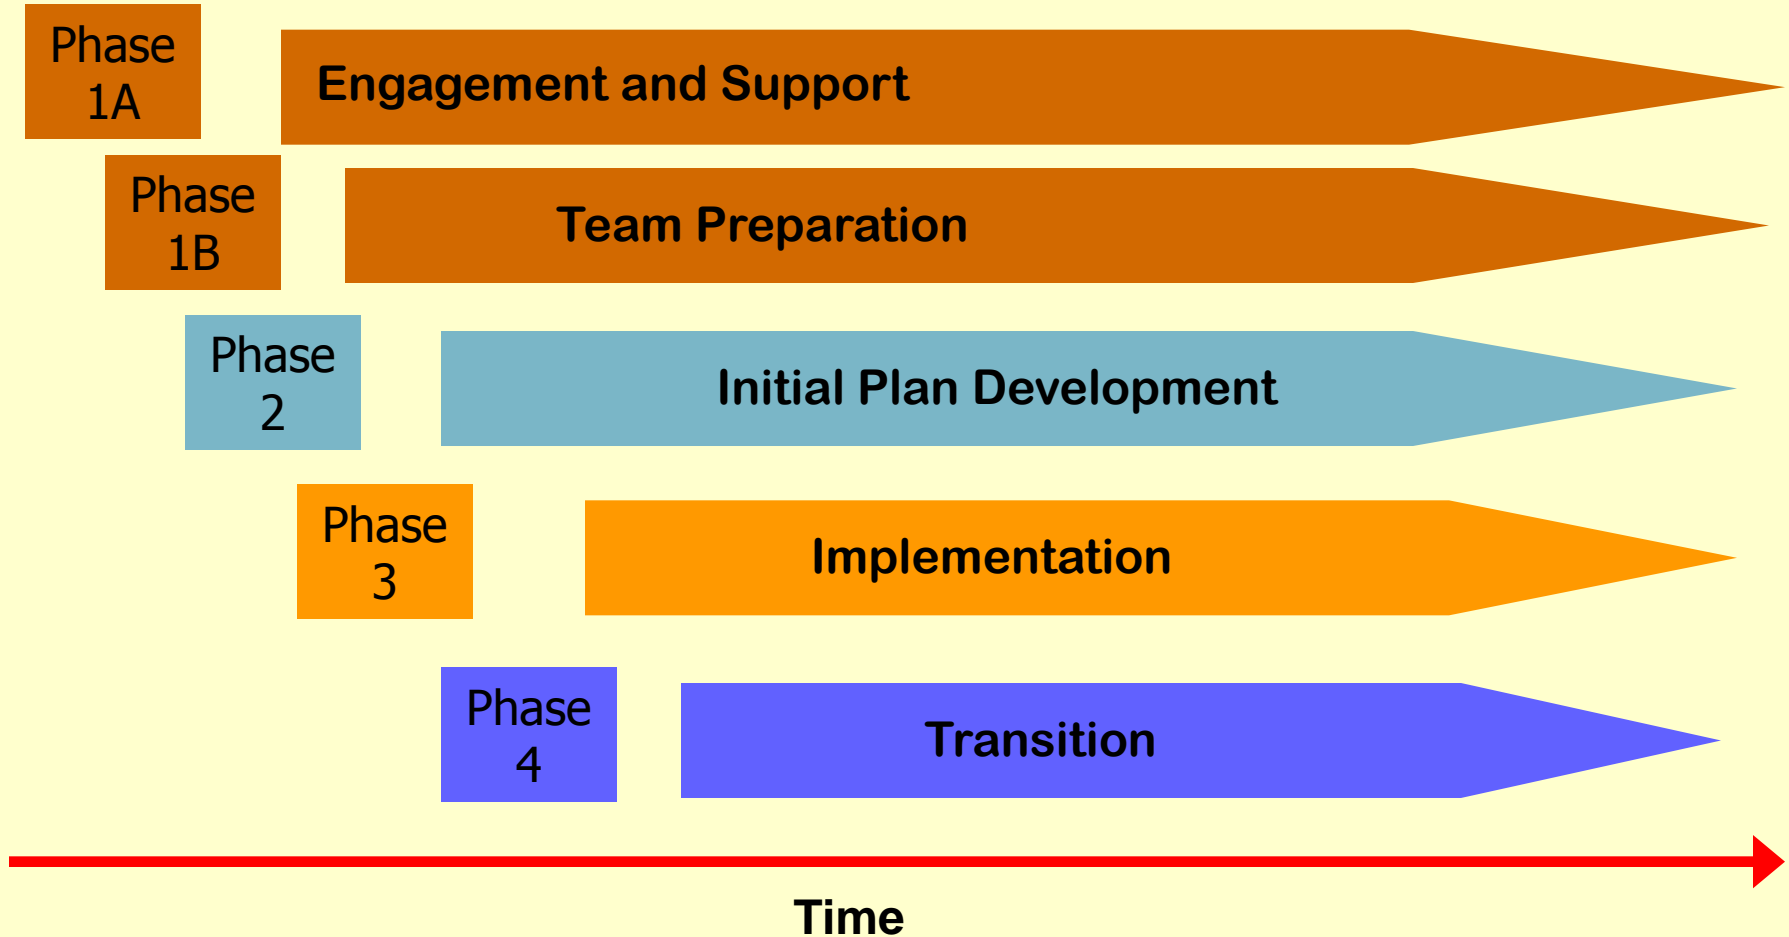 Phase
1A
Engagement and Support
Phase
1B
Team Preparation
Phase
2
Initial Plan Development
Phase
3
Implementation
Phase
4
Transition
Time